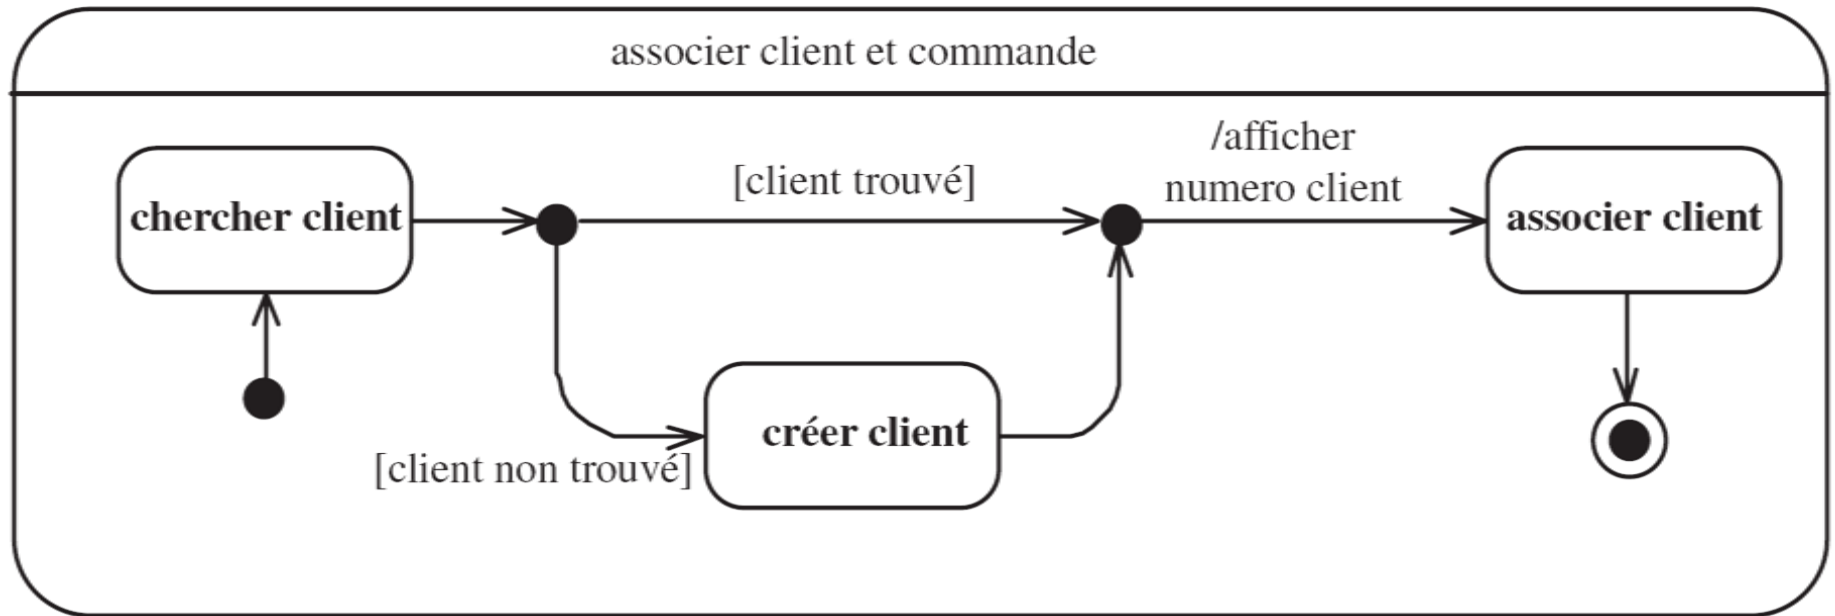 associer client et commande
/afficher
numero client
[client trouvé]
chercher client
associer client
créer client
[client non trouvé]